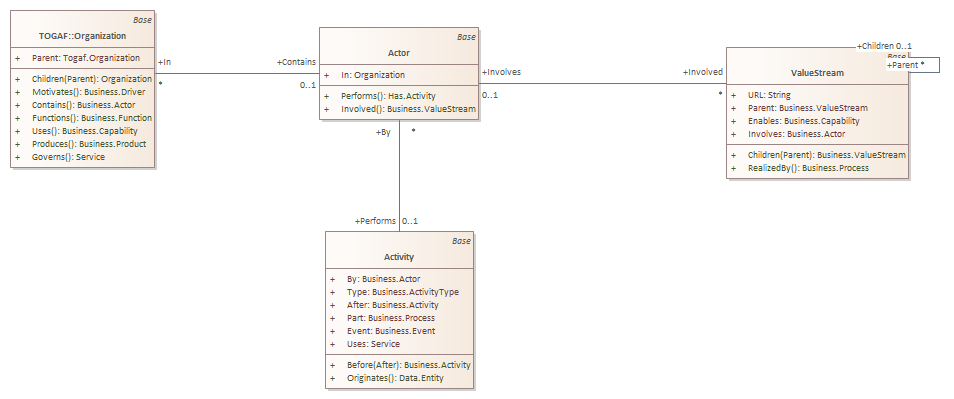 Base
TOGAF::Organization
+ Parent: Togaf.Organization
+ Children(Parent): Organization
+ Motivates(): Business.Driver
+ Contains(): Business.Actor
+ Functions(): Business.Function
+ Uses(): Business.Capability
+ Produces(): Business.Product
+ Governs(): Service
+In
*
+Contains
0..1
Base
Actor
+ In: Organization
+ Performs(): Has.Activity
+ Involved(): Business.ValueStream
+Involves
0..1
+Involved
*
+Children 0..1
Base
+Parent *
ValueStream
+ URL: String
+ Parent: Business.ValueStream
+ Enables: Business.Capability
+ Involves: Business.Actor
+ Children(Parent): Business.ValueStream
+ RealizedBy(): Business.Process
+By *
+Performs 0..1
Base
Activity
+ By: Business.Actor
+ Type: Business.ActivityType
+ After: Business.Activity
+ Part: Business.Process
+ Event: Business.Event
+ Uses: Service
+ Before(After): Business.Activity
+ Originates(): Data.Entity